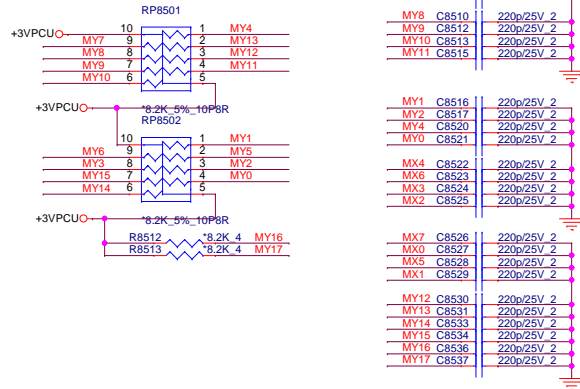 RP8501
+3VPCU 10 1 MY4
MY7 9 2 MY13
MY8 8 3 MY12
MY9 7 4 MY11
MY10 6 5
+3VPCU *8.2K_5%_10P8R
RP8502
10 1 MY1
MY6 9 2 MY5
MY3 8 3 MY2
MY15 7 4 MY0
MY14 6 5
+3VPCU *8.2K_5%_10P8R
R8512 *8.2K_4 MY16
R8513 *8.2K_4 MY17
MY8 C8510 220p/25V_2
MY9 C8512 220p/25V_2
MY10 C8513 220p/25V_2
MY11 C8515 220p/25V_2
MY1 C8516 220p/25V_2
MY2 C8517 220p/25V_2
MY4 C8520 220p/25V_2
MY0 C8521 220p/25V_2
MX4 C8522 220p/25V_2
MX6 C8523 220p/25V_2
MX3 C8524 220p/25V_2
MX2 C8525 220p/25V_2
MX7 C8526 220p/25V_2
MX0 C8527 220p/25V_2
MX5 C8528 220p/25V_2
MX1 C8529 220p/25V_2
MY12 C8530 220p/25V_2
MY13 C8531 220p/25V_2
MY14 C8533 220p/25V_2
MY15 C8534 220p/25V_2
MY16 C8536 220p/25V_2
MY17 C8537 220p/25V_2